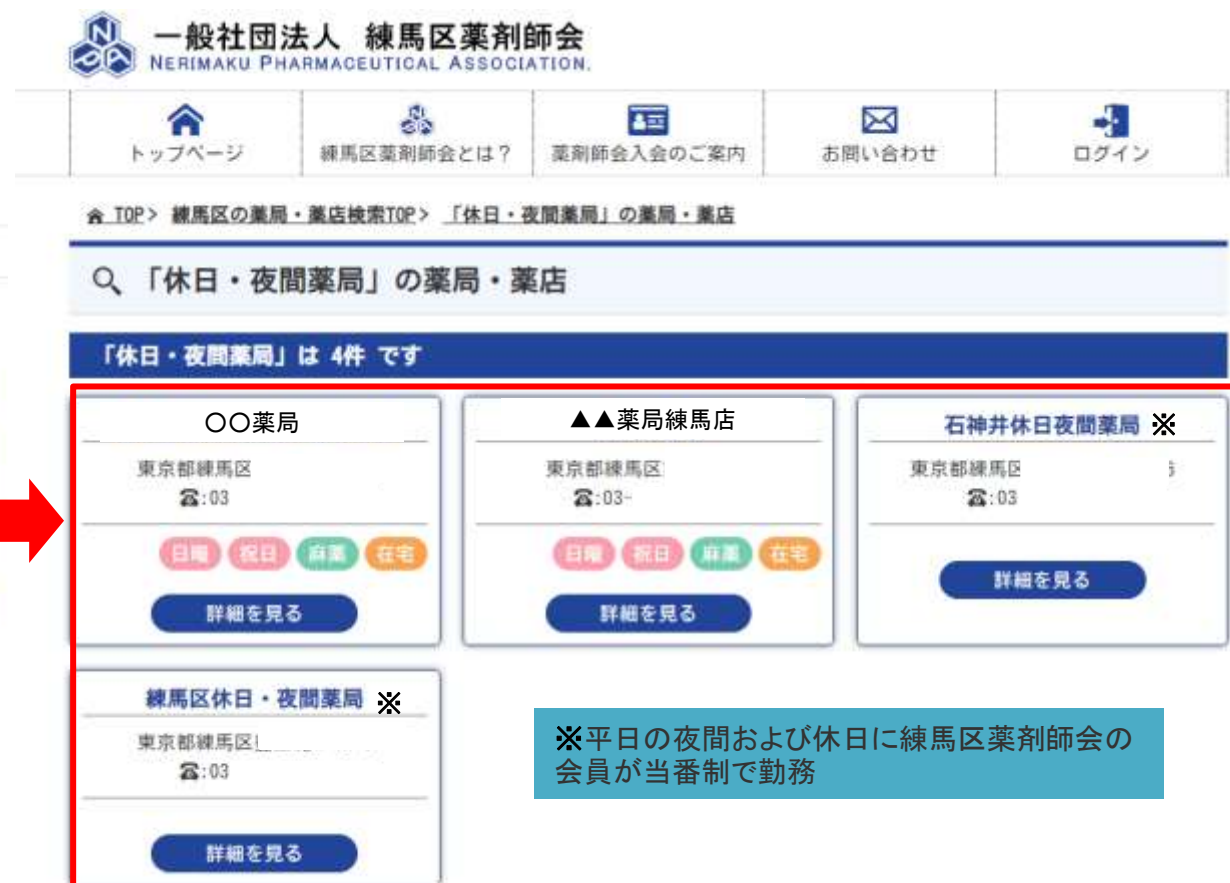 一般社団法人 練馬区薬剤師会
NERIMAKU PHARMACEUTICAL ASSOCIATION.
トップページ
練馬区薬剤師会とは？
薬剤師会入会のご案内
お問い合わせ
ログイン
TOP> 練馬区の薬局・薬店検索TOP> 「休日・夜間薬局」の薬局・薬店
「休日・夜間薬局」の薬局・薬店
「休日・夜間薬局」は 4件 です
〇〇薬局
東京都練馬区
☎:03
日曜 祝日 麻薬 在宅
詳細を見る
▲▲薬局練馬店
東京都練馬区
☎:03-
日曜 祝日 麻薬 在宅
詳細を見る
石神井休日夜間薬局 ※
東京都練馬区
☎:03
詳細を見る
練馬区休日・夜間薬局 ※
東京都練馬区
☎:03
詳細を見る
※平日の夜間および休日に練馬区薬剤師会の
会員が当番制で勤務